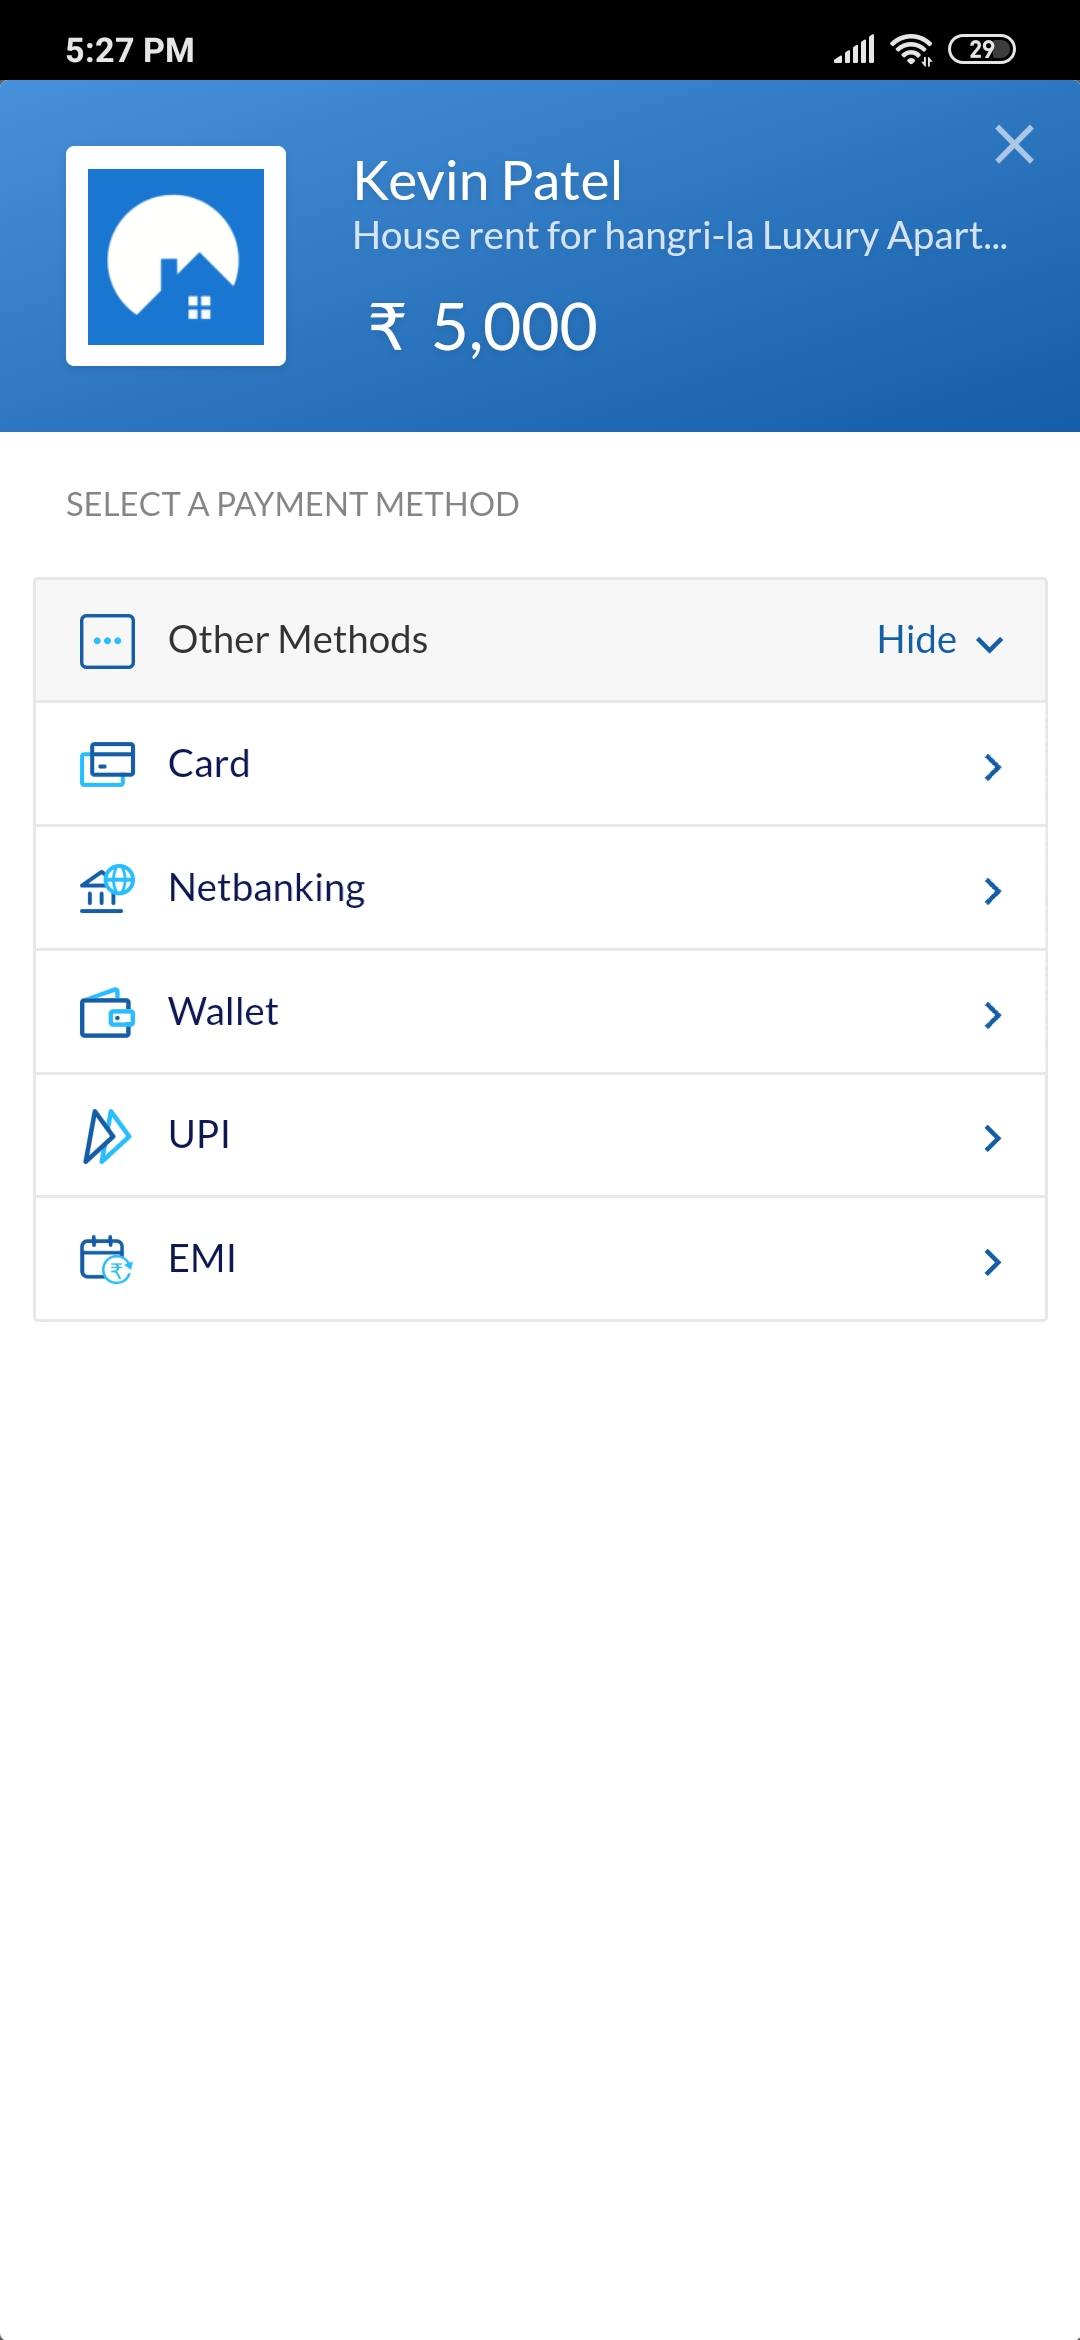 5:27 PM
29
Kevin Patel
House rent for hangri-la Luxury Apart...
₹ 5,000
SELECT A PAYMENT METHOD
Other Methods
Hide
Card
Netbanking
Wallet
UPI
EMI
₹